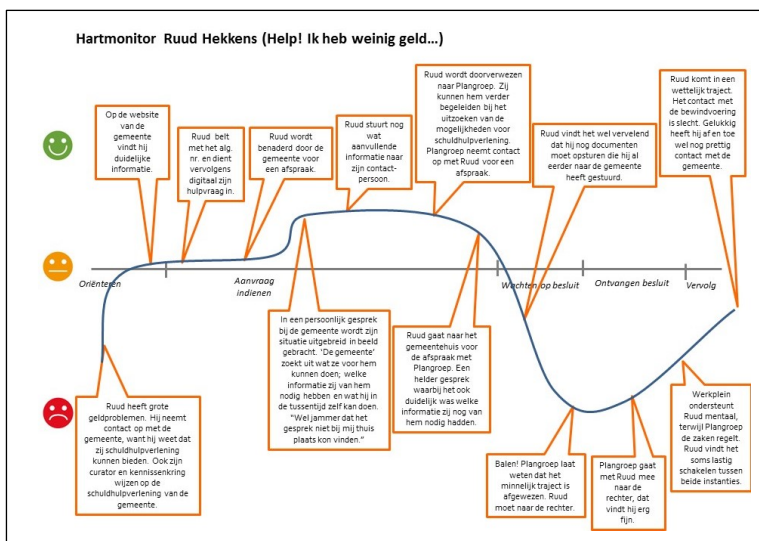 Hartmonitor Ruud Hekkens (Help! Ik heb weinig geld...)
Op de website
van de
gemeente
vindt hij
duidelijke
informatie.
Ruud belt
met het alg.
nr. en dient
vervolgens
digitaal zijn
hulpvraag in.
Ruud wordt
benaderd door de
gemeente voor
een afspraak.
Ruud stuurt nog
wat
aanvullende
informatie naar
zijn contact-
persoon.
Ruud wordt doorverwezen
naar Plangroep. Zij
kunnen hem verder
begeleiden bij het
uitzoeken van de
mogelijkheden voor
schuldhulpverlening.
Plangroep neemt contact
op met Ruud voor een
afspraak.
Ruud vindt het wel vervelend
dat hij nog documenten
moet opsturen die hij al
eerder naar de gemeente
heeft gestuurd.
Ruud komt in een
wettelijk traject.
Het contact met
de bewindvoering
is slecht. Gelukkig
heeft hij af en toe
wel nog prettig
contact met de
gemeente.
Oriënteren
Aanvraag
indienen
Wachten op besluit
Ontvangen besluit
Vervolg
Ruud heeft grote
geldproblemen. Hij neemt
contact op met de
gemeente, want hij weet dat
zij schuldhulpverlening
kunnen bieden. Ook zijn
curator en kennissenkring
wijzen op de
schuldhulpverlening van de
gemeente.
In een persoonlijk gesprek
bij de gemeente wordt zijn
situatie uitgebreid in beeld
gebracht. 'De gemeente'
zoekt uit wat ze voor hem
kunnen doen; welke
informatie zij van hem
nodig hebben en wat hij in
de tussentijd zelf kan doen.
"Wel jammer dat het
gesprek niet bij mij thuis
plaats kon vinden."
Ruud gaat naar het
gemeentehuis voor de
afspraak met
Plangroep. Een
helder gesprek
waarbij het ook
duidelijk was welke
informatie zij nog van
hem nodig hadden.
Balen! Plangroep laat
weten dat het
minnelijk traject is
afgewezen. Ruud
moet naar de rechter.
Plangroep gaat
met Ruud mee
naar de
rechter, dat
vindt hij erg
fijn.
Werkplein
ondersteunt
Ruud mentaal,
terwijl Plangroep
de zaken regelt.
Ruud vindt het
soms lastig
schakelen tussen
beide instanties.